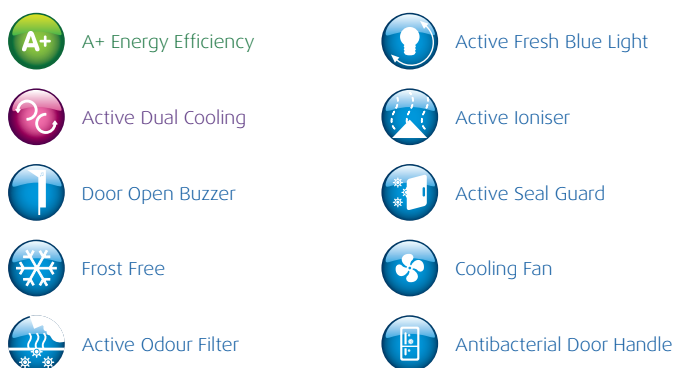 A+
A+ Energy Efficiency
Active Fresh Blue Light
Active Dual Cooling
Active Ioniser
Door Open Buzzer
Active Seal Guard
Frost Free
Cooling Fan
Active Odour Filter
Antibacterial Door Handle